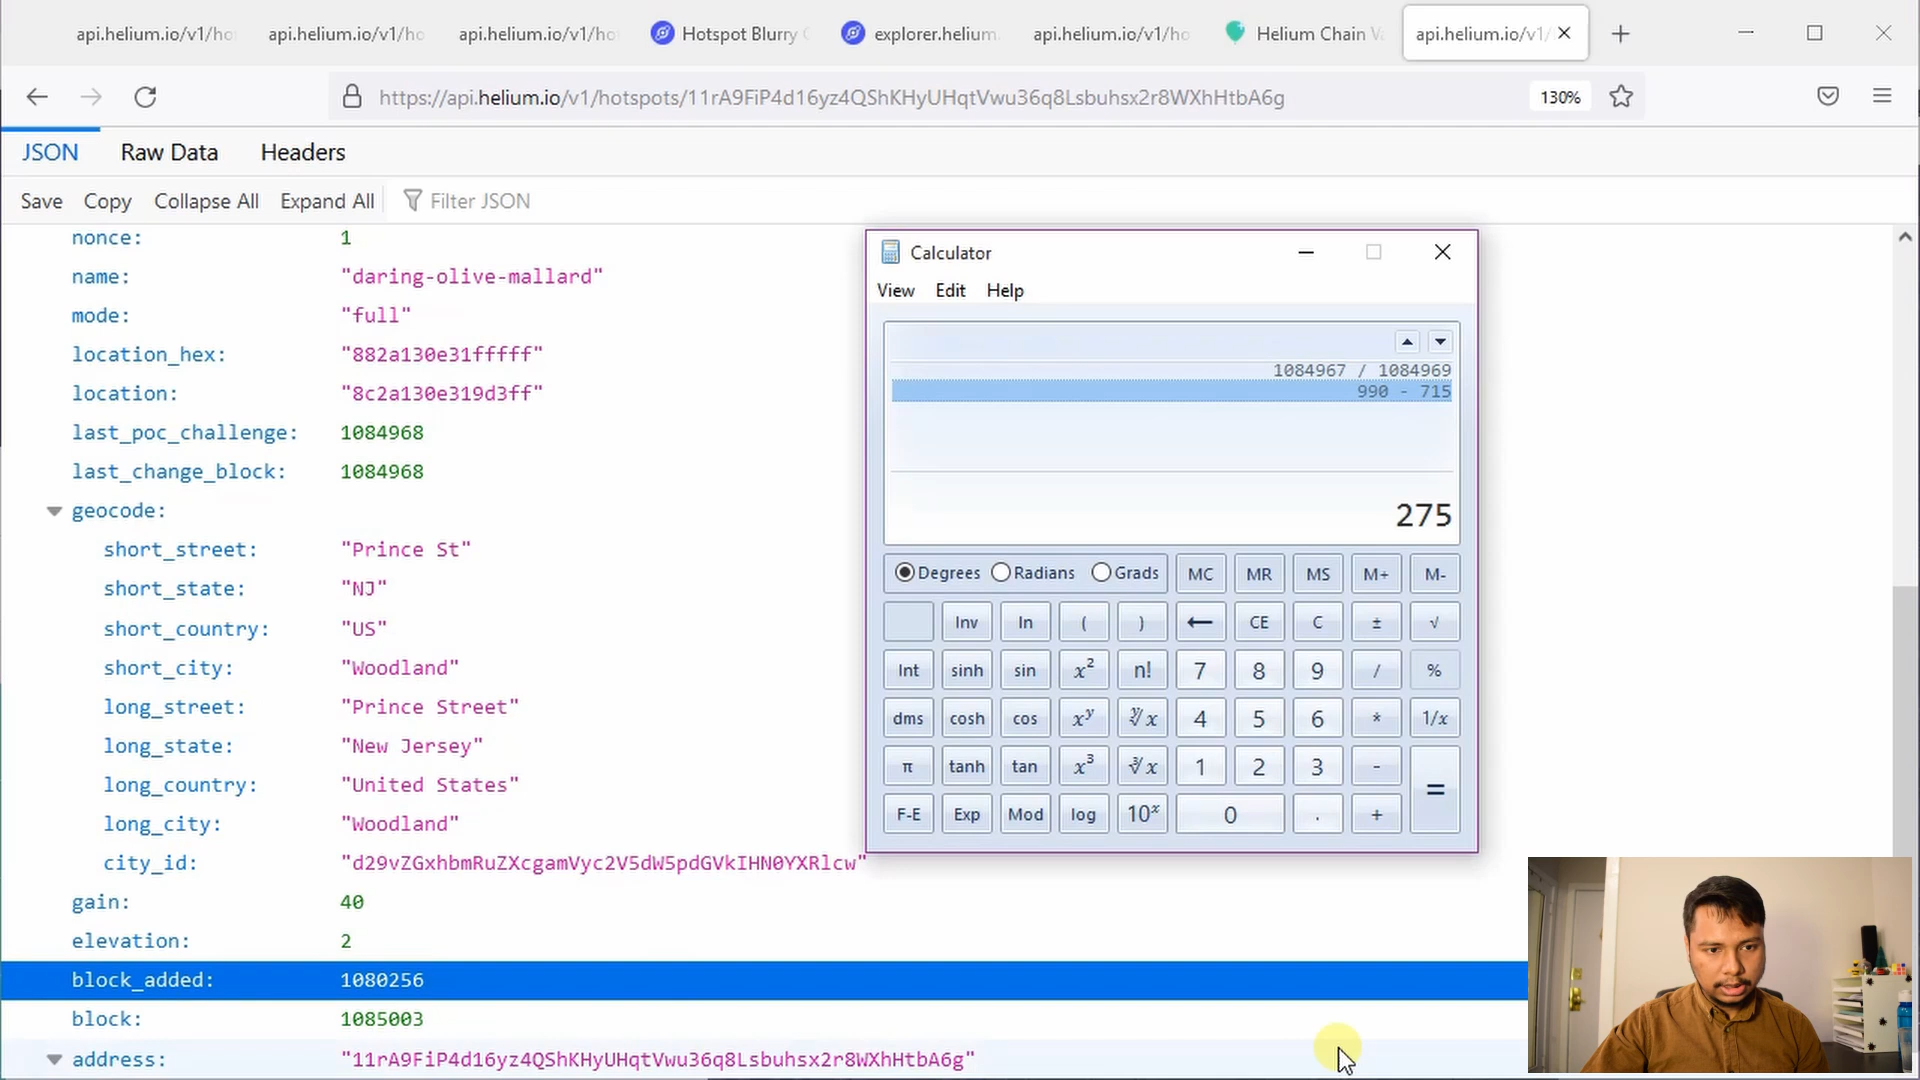 api.helium.io/v1/ho
api.helium.io/v1/ho
api.helium.io/v1/ho
Hotspot Blurry
explorer.helium.
api.helium.io/v1/ho
Helium Chain Va
api.helium.io/v1/
https://api.helium.io/v1/hotspots/11rA9FiP4d16yz4QShKHyUHqtVwu36q8Lsbuhsx2r8WXhHtbA6g
130%
JSON Raw Data Headers
Save Copy Collapse All Expand All Filter JSON
nonce: 1
name: "daring-olive-mallard"
mode: "full"
location_hex: "882a130e31fffff"
location: "8c2a130e319d3ff"
last_poc_challenge: 1084968
last_change_block: 1084968
geocode:
short_street: "Prince St"
short_state: "NJ"
short_country: "US"
short_city: "Woodland"
long_street: "Prince Street"
long_state: "New Jersey"
long_country: "United States"
long_city: "Woodland"
city_id: "d29vZGxhbmRuZXcgamVyc2V5dW5pdGVkIHN0YXRlcw"
gain: 40
elevation: 2
block_added: 1080256
block: 1085003
address: "11rA9FiP4d16yz4QShKHyUHqtVwu36q8Lsbuhsx2r8WXhHtbA6g"
Calculator
View Edit Help
1084967 / 1084969
990 - 715
275
Degrees Radians Grads MC MR MS M+ M-
Inv ln ( ) ← CE C ± √
Int sinh sin x² n! 7 8 9 / %
dms cosh cos xʸ ʸ√x 4 5 6 * 1/x
π tanh tan x³ ³√x 1 2 3 - =
F-E Exp Mod log 10ˣ 0 . +